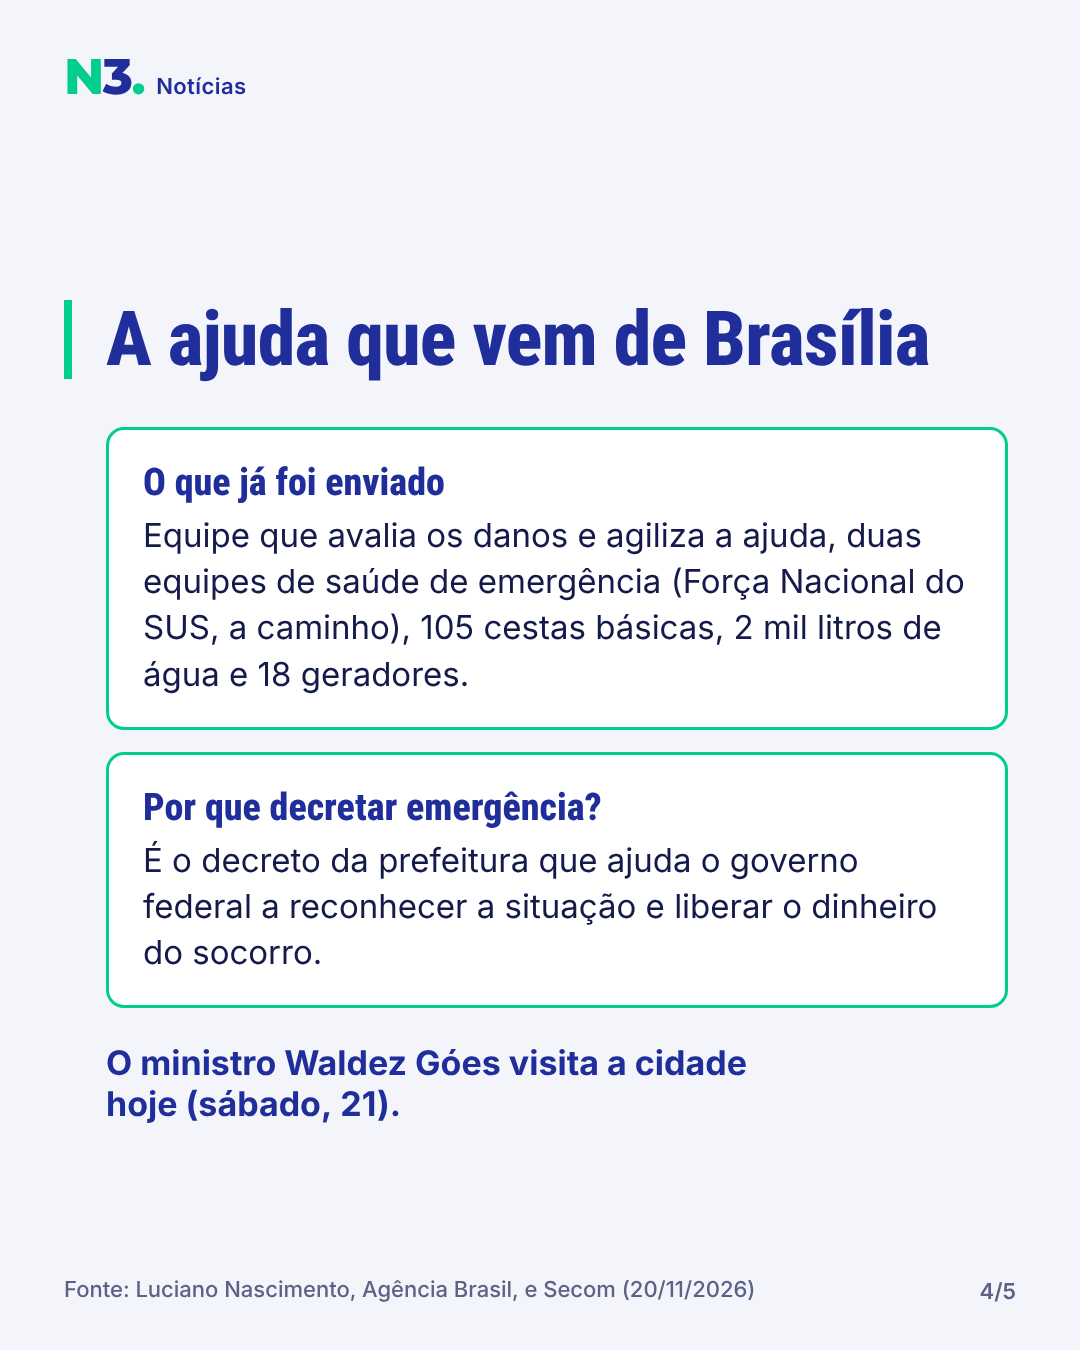 N3. Notícias
A ajuda que vem de Brasília
O que já foi enviado
Equipe que avalia os danos e agiliza a ajuda, duas
equipes de saúde de emergência (Força Nacional do
SUS, a caminho), 105 cestas básicas, 2 mil litros de
água e 18 geradores.
Por que decretar emergência?
É o decreto da prefeitura que ajuda o governo
federal a reconhecer a situação e liberar o dinheiro
do socorro.
O ministro Waldez Góes visita a cidade
hoje (sábado, 21).
Fonte: Luciano Nascimento, Agência Brasil, e Secom (20/11/2026)
4/5